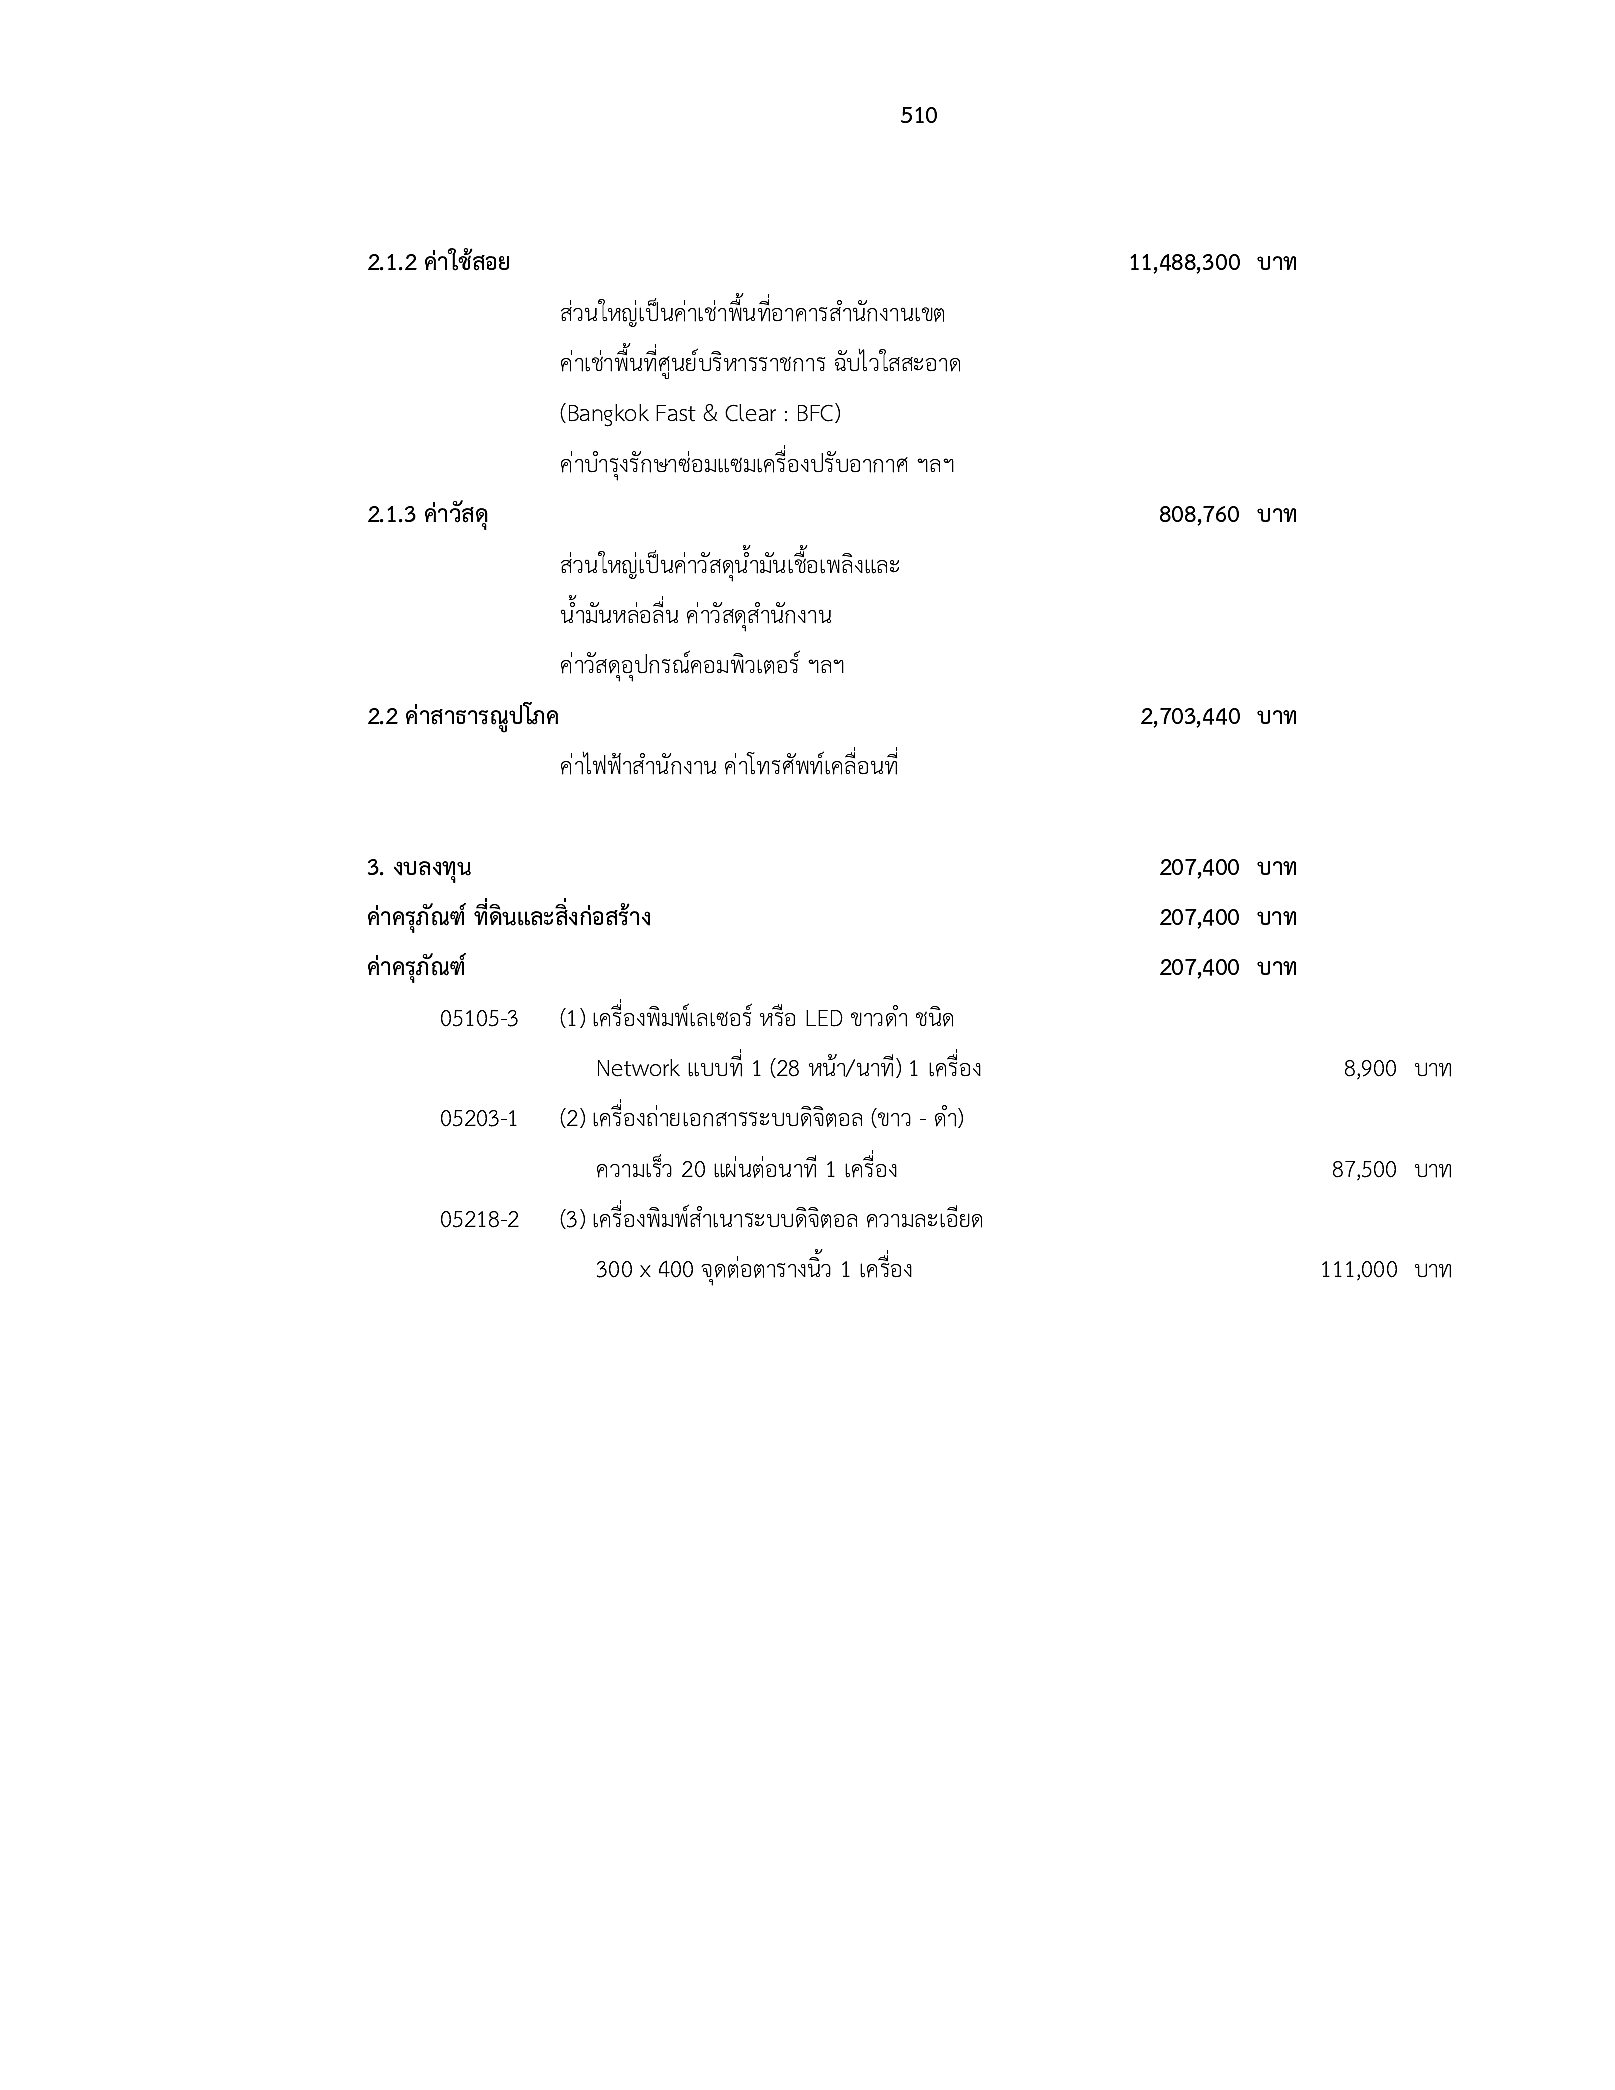 510
2.1.2 ค่าใช้สอย 11,488,300 บาท
ส่วนใหญ่เป็นค่าเช่าพื้นที่อาคารสำนักงานเขต
ค่าเช่าพื้นที่ศูนย์บริหารราชการ ฉับไวใสสะอาด
(Bangkok Fast & Clear : BFC)
ค่าบำรุงรักษาซ่อมแซมเครื่องปรับอากาศ ฯลฯ
2.1.3 ค่าวัสดุ 808,760 บาท
ส่วนใหญ่เป็นค่าวัสดุน้ำมันเชื้อเพลิงและ
น้ำมันหล่อลื่น ค่าวัสดุสำนักงาน
ค่าวัสดุอุปกรณ์คอมพิวเตอร์ ฯลฯ
2.2 ค่าสาธารณูปโภค 2,703,440 บาท
ค่าไฟฟ้าสำนักงาน ค่าโทรศัพท์เคลื่อนที่
3. งบลงทุน 207,400 บาท
ค่าครุภัณฑ์ ที่ดินและสิ่งก่อสร้าง 207,400 บาท
ค่าครุภัณฑ์ 207,400 บาท
05105-3 (1) เครื่องพิมพ์เลเซอร์ หรือ LED ขาวดำ ชนิด
Network แบบที่ 1 (28 หน้า/นาที) 1 เครื่อง 8,900 บาท
05203-1 (2) เครื่องถ่ายเอกสารระบบดิจิตอล (ขาว - ดำ)
ความเร็ว 20 แผ่นต่อนาที 1 เครื่อง 87,500 บาท
05218-2 (3) เครื่องพิมพ์สำเนาระบบดิจิตอล ความละเอียด
300 x 400 จุดต่อตารางนิ้ว 1 เครื่อง 111,000 บาท